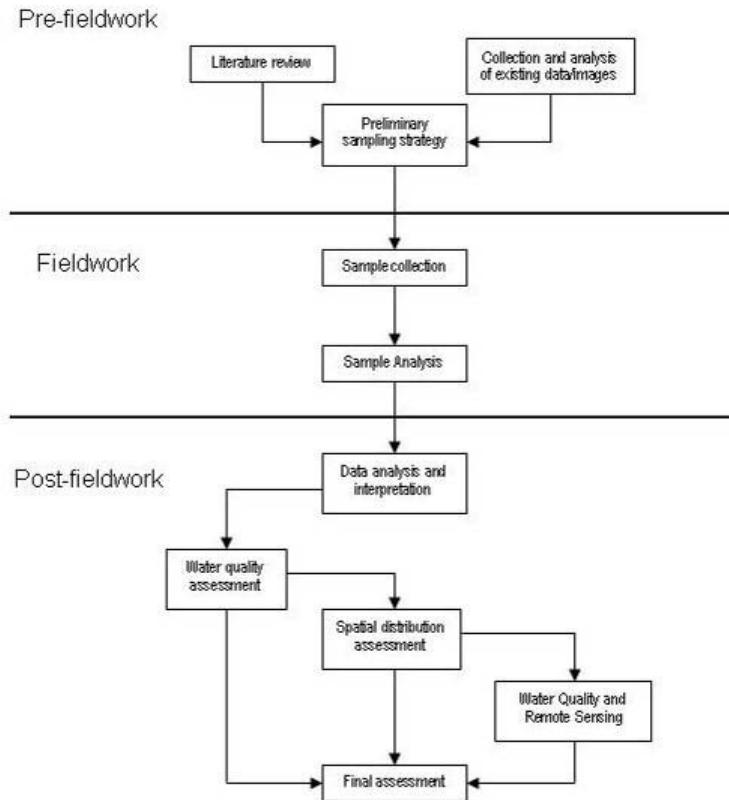 Pre-fieldwork
Literature review
Collection and analysis
of existing data/images
Preliminary
sampling strategy
Fieldwork
Sample collection
Sample Analysis
Post-fieldwork
Data analysis and
interpretation
Water quality
assessment
Spatial distribution
assessment
Water Quality and
Remote Sensing
Final assessment